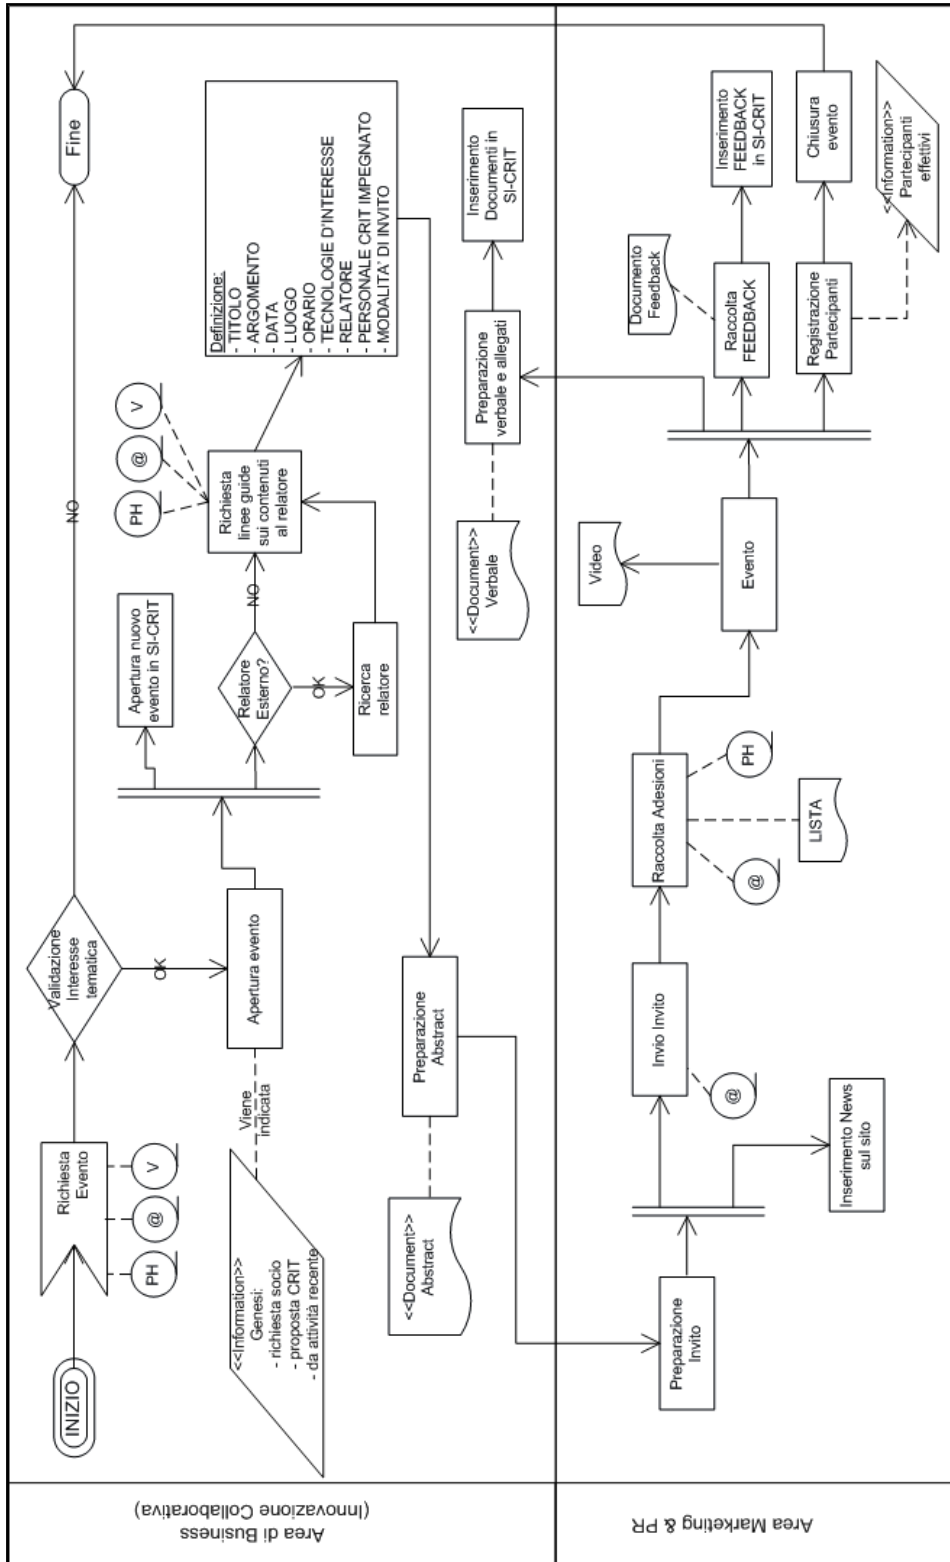 Area di Business
(Innovazione Collaborativa)
INIZIO
Richiesta
Evento
PH
@
V
Validazione
Interesse
tematica
NO
Fine
OK
<<Information>>
Genesi:
- richiesta socio
- proposta CRIT
- da attività recente
Viene
indicata
Apertura evento
Apertura nuovo
evento in SI-CRIT
Relatore
Esterno?
NO
OK
Ricerca
relatore
Richiesta
linee guide
sui contenuti
al relatore
PH
@
V
Definizione:
- TITOLO
- ARGOMENTO
- DATA
- LUOGO
- ORARIO
- TECNOLOGIE D'INTERESSE
- RELATORE
- PERSONALE CRIT IMPEGNATO
- MODALITA' DI INVITO
<<Document>>
Abstract
Preparazione
Abstract
<<Document>>
Verbale
Preparazione
verbale e allegati
Inserimento
Documenti in
SI-CRIT
Area Marketing & PR
Preparazione
Invito
Inserimento News
sul sito
Invio Invito
@
Raccolta Adesioni
@
LISTA
PH
Video
Evento
Documento
Feedback
Raccolta
FEEDBACK
Inserimento
FEEDBACK
in SI-CRIT
Registrazione
Partecipanti
Chiusura
evento
<<Information>>
Partecipanti
effettivi